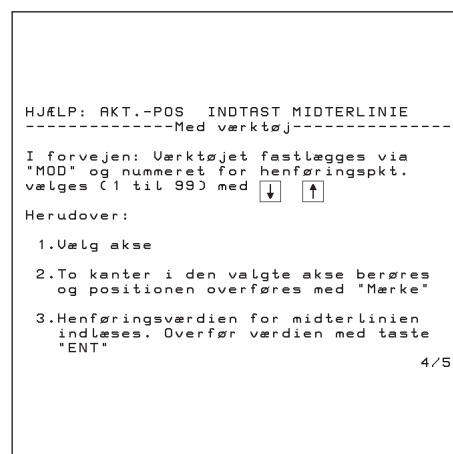 HJÆLP: AKT.-POS INDTAST MIDTERLINIE
--------------Med værktøj---------------
I forvejen: Værktøjet fastlægges via
"MOD" og nummeret for henføringspkt.
vælges (1 til 99) med ↓ ↑
Herudover:
1.Vælg akse
2.To kanter i den valgte akse berøres
og positionen overføres med "Mærke"
3.Henføringsværdien for midterlinien
indlæses. Overfør værdien med taste
"ENT"
4/5